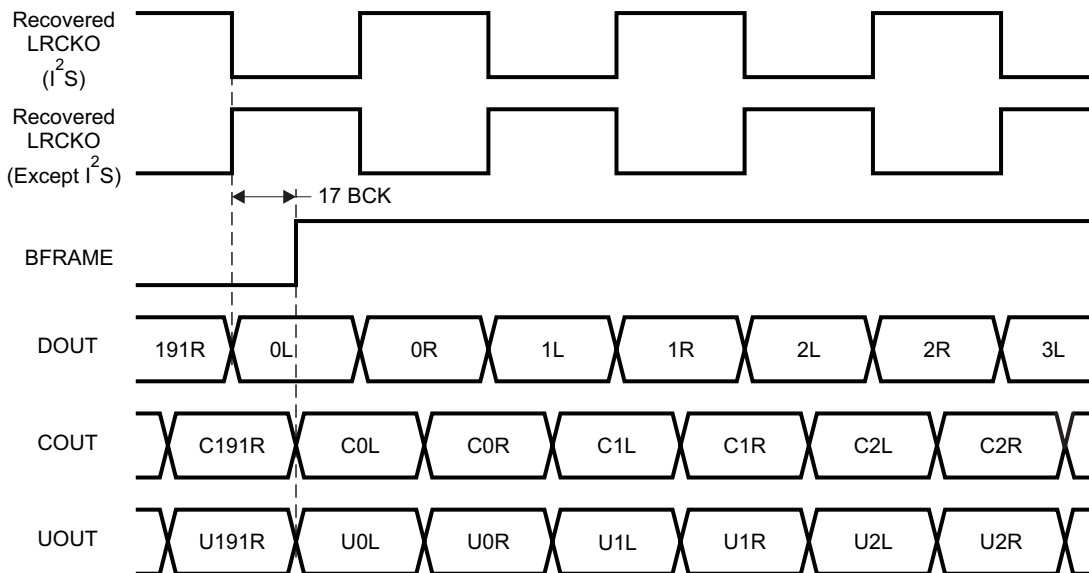 Recovered
LRCKO
(I²S)
Recovered
LRCKO
(Except I²S)
17 BCK
BFRAME
DOUT 191R 0L 0R 1L 1R 2L 2R 3L
COUT C191R C0L C0R C1L C1R C2L C2R
UOUT U191R U0L U0R U1L U1R U2L U2R